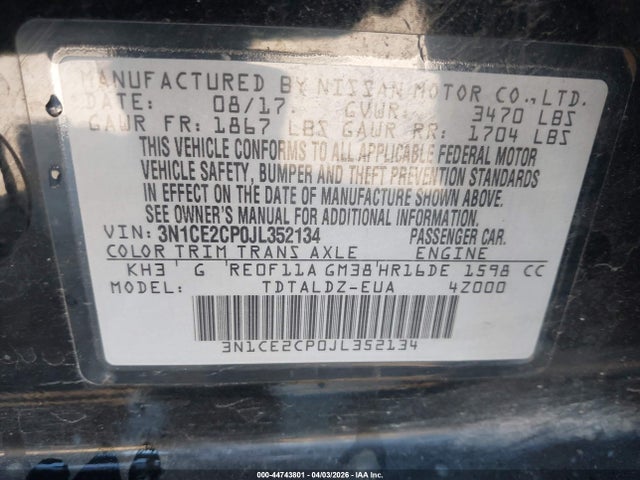 MANUFACTURED BY NISSAN MOTOR CO., LTD.
DATE: 08/17 GVWR: 3470 LBS
GAWR FR: 1867 LBS GAWR RR: 1704 LBS
THIS VEHICLE CONFORMS TO ALL APPLICABLE FEDERAL MOTOR
VEHICLE SAFETY, BUMPER AND THEFT PREVENTION STANDARDS
IN EFFECT ON THE DATE OF MANUFACTURE SHOWN ABOVE.
SEE OWNER'S MANUAL FOR ADDITIONAL INFORMATION.
VIN: 3N1CE2CP0JL352134 PASSENGER CAR.
COLOR TRIM TRANS AXLE ENGINE
KH3 G RE0F11A GM38 HR16DE 1598 CC
MODEL: TDTALDZ-EUA 4Z000
3N1CE2CP0JL352134
000-44743801 - 04/03/2026 - IAA Inc.